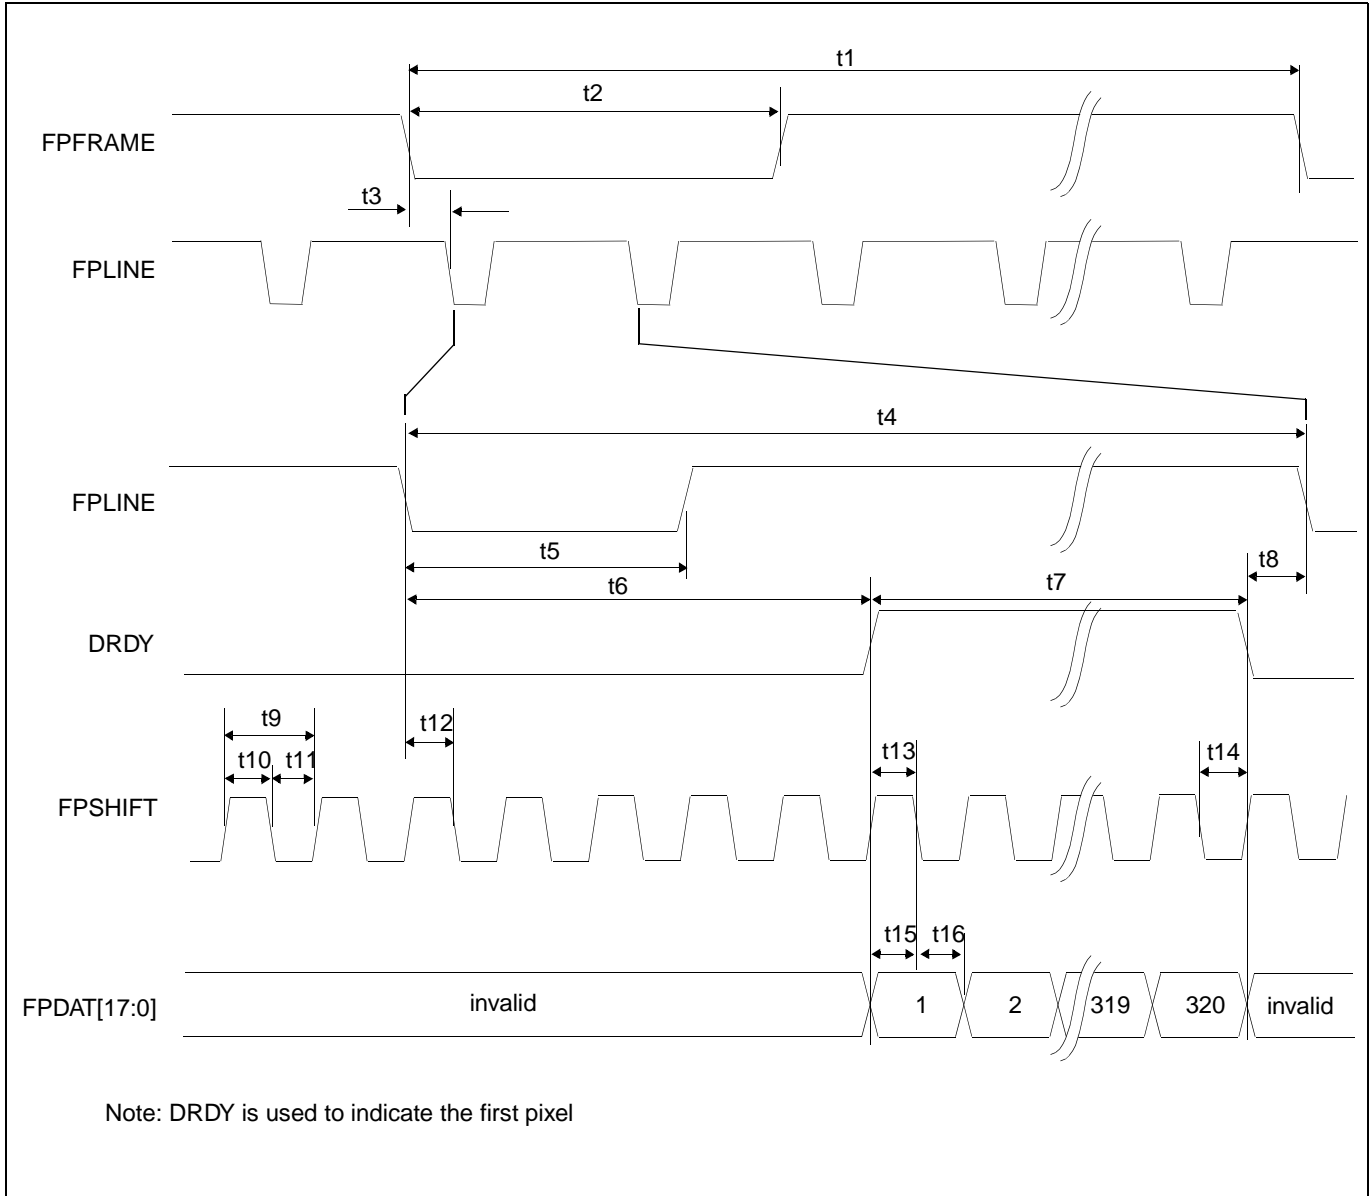 t1
t2
FPFRAME
t3
FPLINE
t4
FPLINE
t5
t8
t6
t7
DRDY
t9
t12
t13
t14
t10
t11
FPSHIFT
t15
t16
FPDAT[17:0]
invalid
1
2
319
320
invalid
Note: DRDY is used to indicate the first pixel